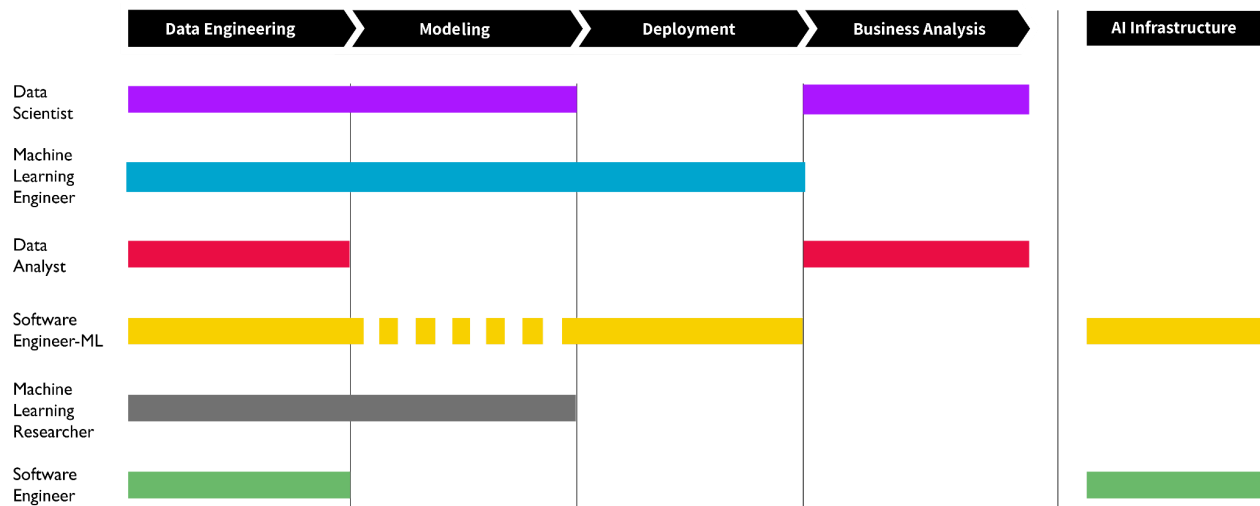 Data Engineering
Modeling
Deployment
Business Analysis
AI Infrastructure
Data
Scientist
Machine
Learning
Engineer
Data
Analyst
Software
Engineer-ML
Machine
Learning
Researcher
Software
Engineer